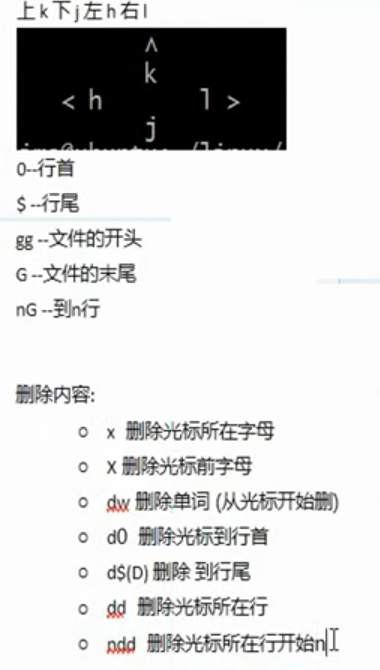 上k下j左h右l
^
k
< h l >
j
0--行首
$ --行尾
gg --文件的开头
G --文件的末尾
nG --到n行
删除内容:
○ x 删除光标所在字母
○ X 删除光标前字母
○ dw 删除单词 (从光标开始删)
○ d0 删除光标到行首
○ d$(D) 删除 到行尾
○ dd 删除光标所在行
○ ndd 删除光标所在行开始n